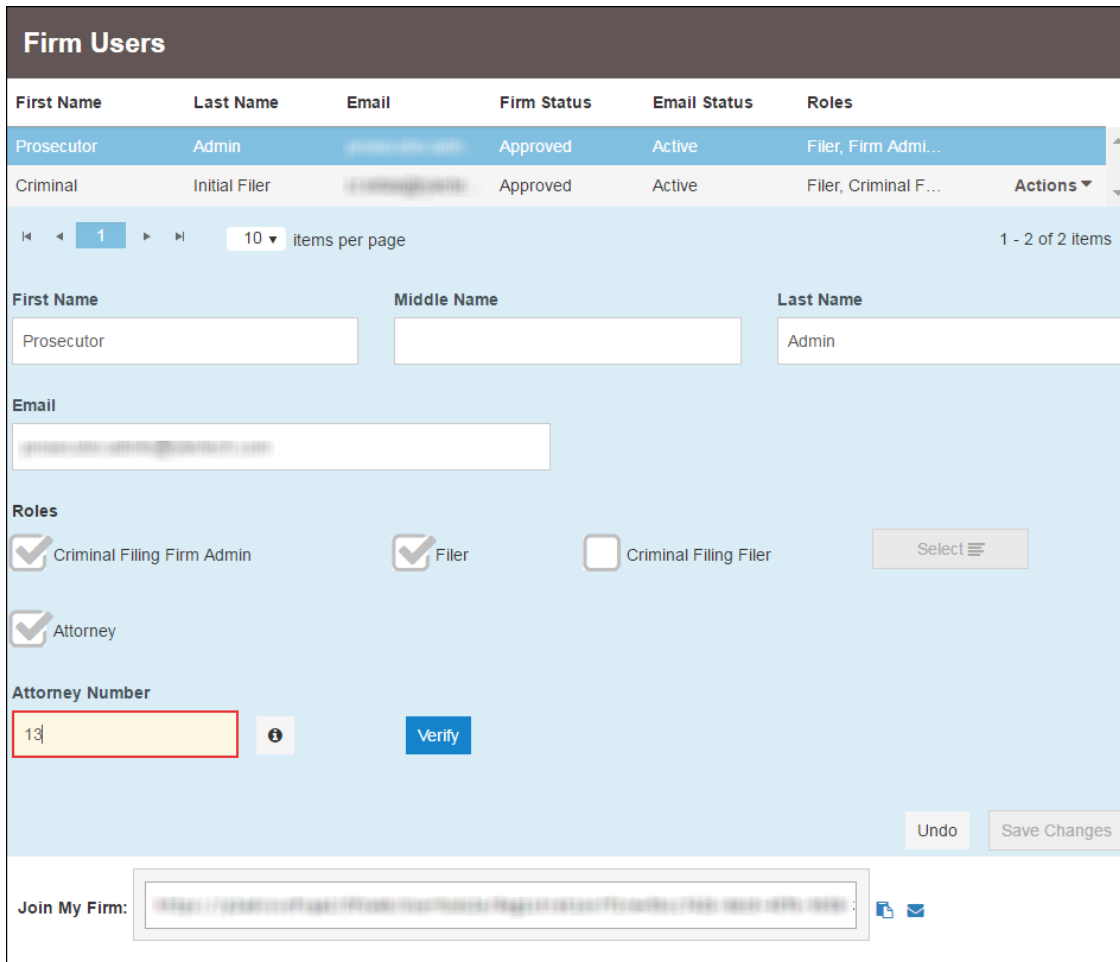 Firm Users
First Name Last Name Email Firm Status Email Status Roles
Prosecutor Admin Approved Active Filer, Firm Admi...
Criminal Initial Filer Approved Active Filer, Criminal F... Actions
1 10 items per page 1 - 2 of 2 items
First Name Middle Name Last Name
Prosecutor Admin
Email
Roles
Criminal Filing Firm Admin Filer Criminal Filing Filer Select
Attorney
Attorney Number
13 Verify
Undo Save Changes
Join My Firm: